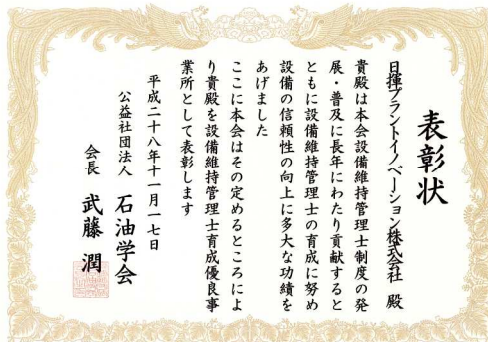 表彰状
日揮プラントイノベーション株式会社 殿
貴殿は本会設備維持管理士制度の発
展・普及に長年にわたり貢献すると
ともに設備維持管理士の育成に努め
設備の信頼性の向上に多大な功績を
あげました
ここに本会はその定めるところによ
り貴殿を設備維持管理士育成優良事
業所として表彰します
平成二十八年十一月一七日
公益社団法人 石油学会
会長 武藤 潤